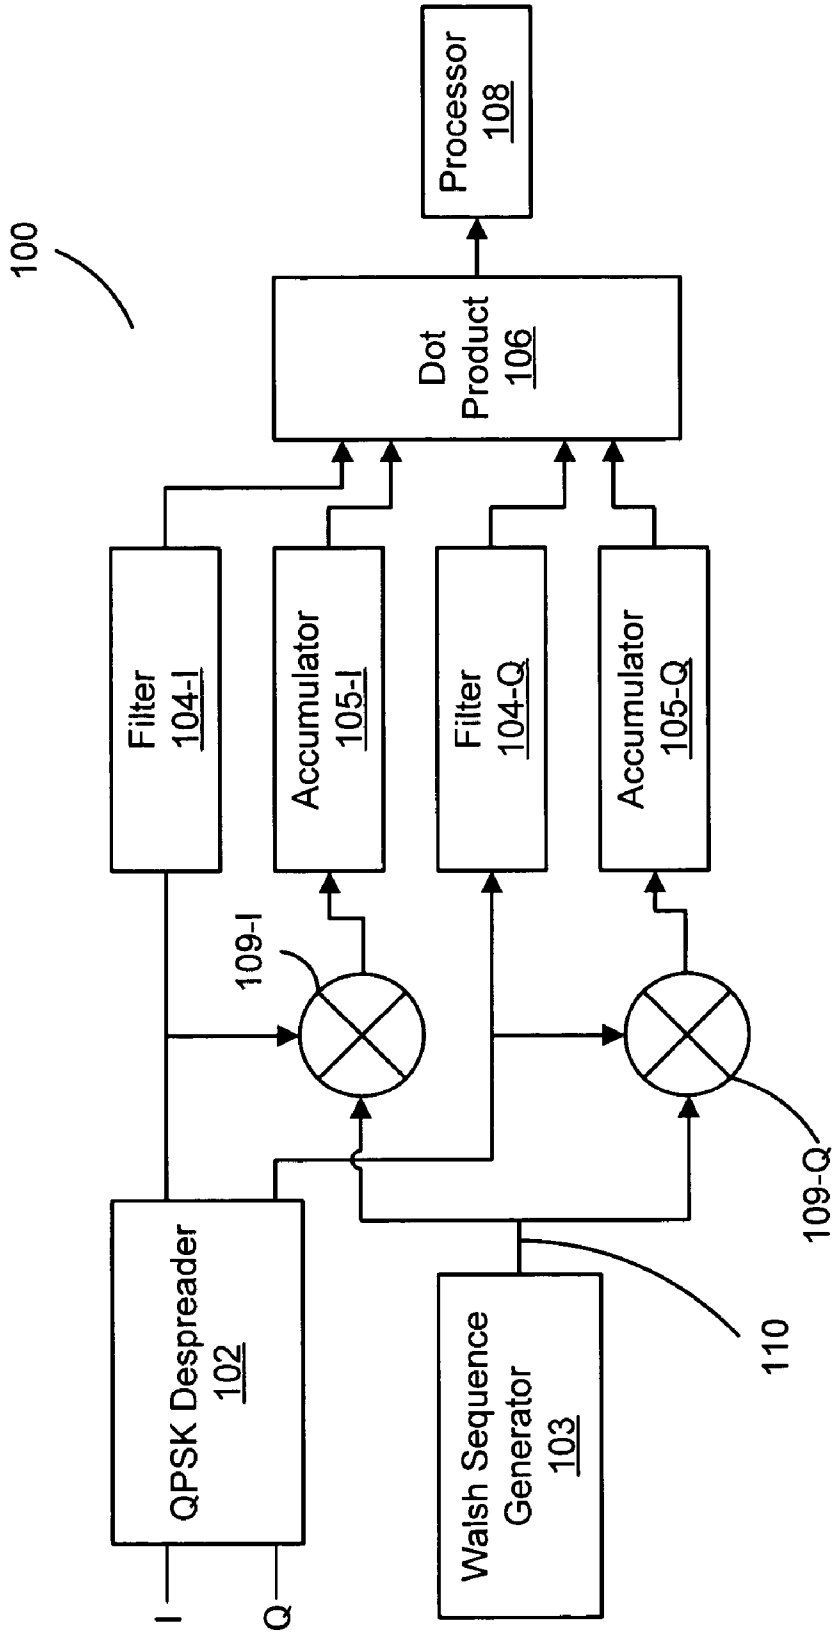 100
I
Q
QPSK Despreader
102
Walsh Sequence
Generator
103
110
109-I
109-Q
Filter
104-I
Accumulator
105-I
Filter
104-Q
Accumulator
105-Q
Dot
Product
106
Processor
108